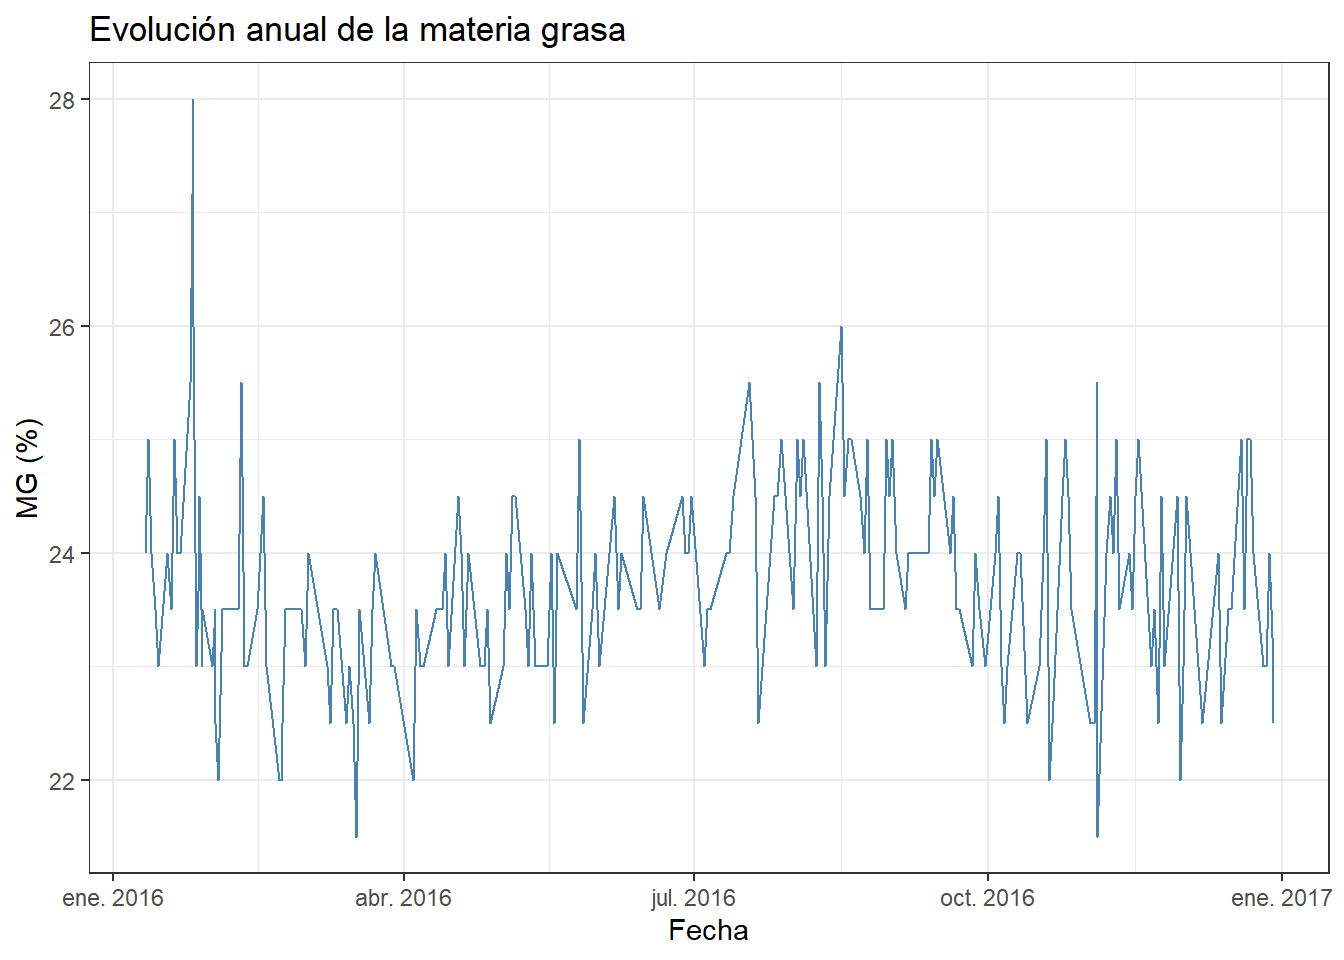 Evolución anual de la materia grasa
28
26
24
22
MG (%)
ene. 2016
abr. 2016
jul. 2016
oct. 2016
ene. 2017
Fecha